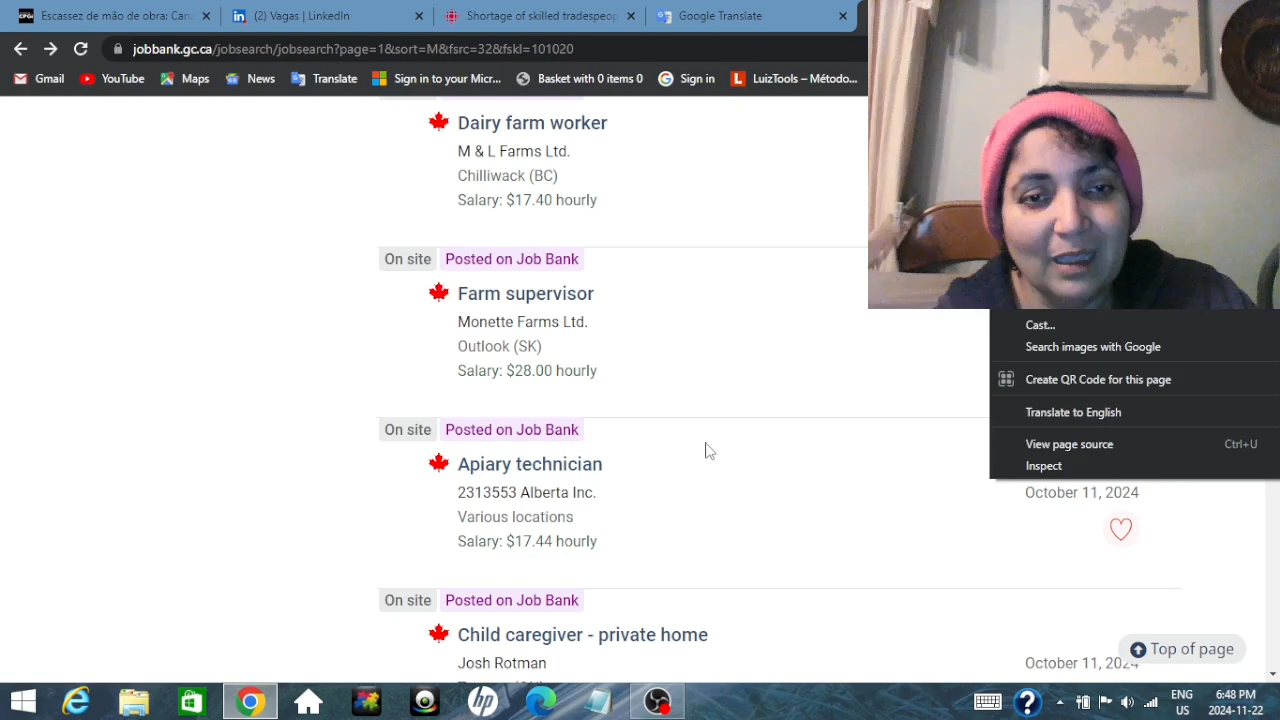 Escassez de mão de obra: Cana
(2) Vagas | LinkedIn
Shortage of skilled tradespeop
Google Translate
jobbank.gc.ca/jobsearch/jobsearch?page=1&sort=M&fsrc=32&fskl=101020
Gmail
YouTube
Maps
News
Translate
Sign in to your Micr...
Basket with 0 items 0
Sign in
LuizTools – Método...
Dairy farm worker
M & L Farms Ltd.
Chilliwack (BC)
Salary: $17.40 hourly
On site Posted on Job Bank
Farm supervisor
Monette Farms Ltd.
Outlook (SK)
Salary: $28.00 hourly
Cast...
Search images with Google
Create QR Code for this page
Translate to English
View page source Ctrl+U
Inspect
On site Posted on Job Bank
Apiary technician
2313553 Alberta Inc.
October 11, 2024
Various locations
Salary: $17.44 hourly
On site Posted on Job Bank
Child caregiver - private home
Josh Rotman
October 11, 2024
Top of page
ENG
US
6:48 PM
2024-11-22